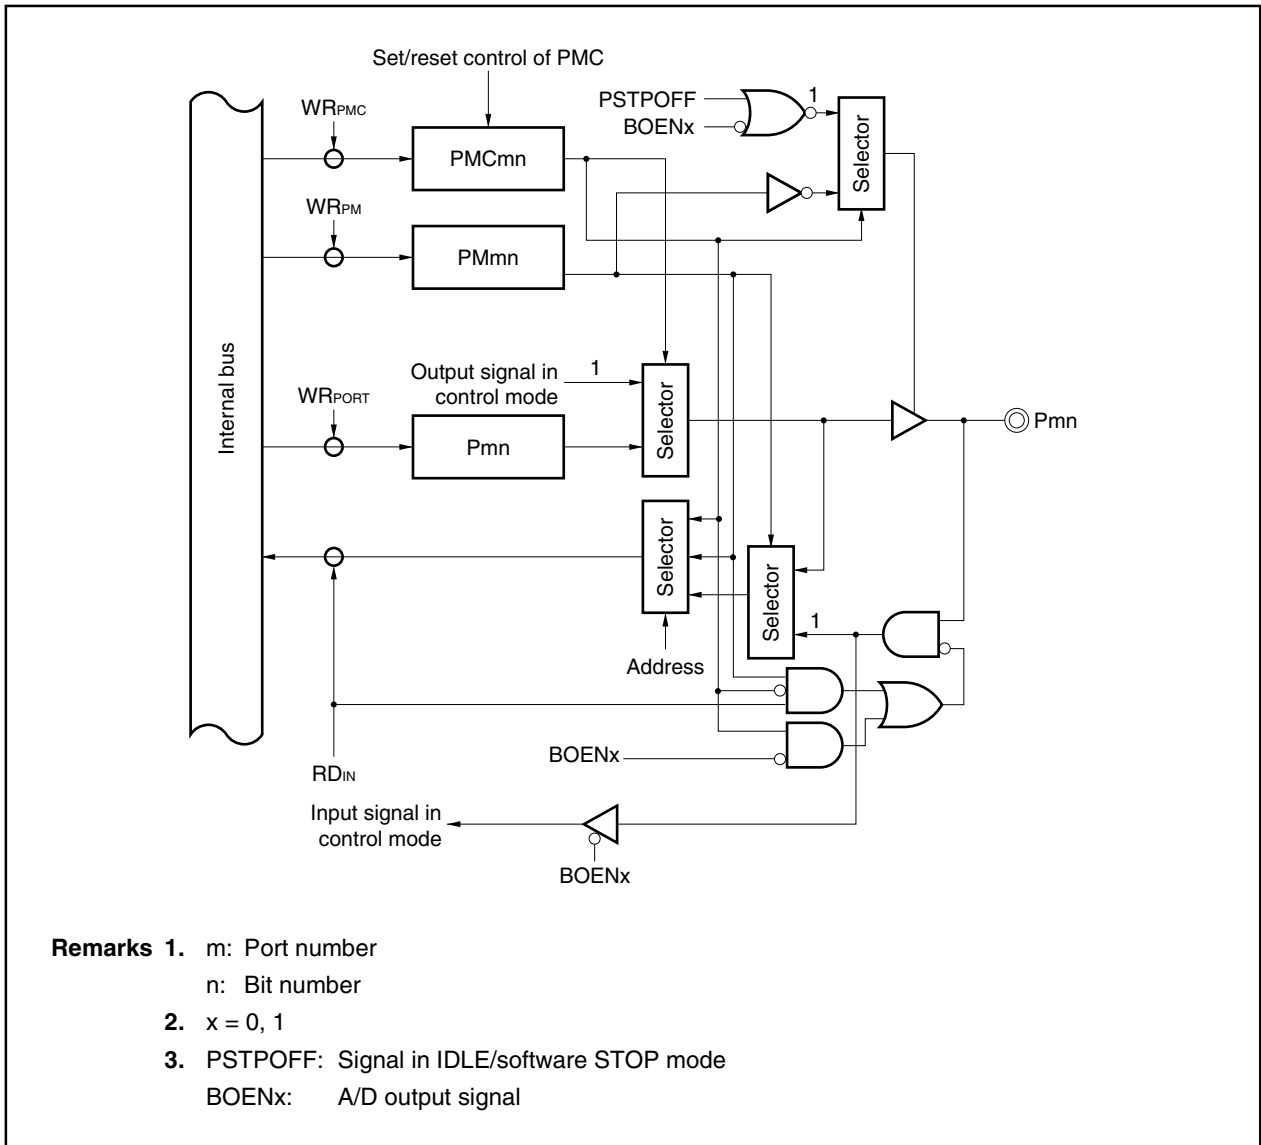 Set/reset control of PMC
WRPMC
PSTPOFF
BOENx
1
Selector
PMCmn
WRPM
PMmn
Internal bus
Output signal in
control mode
1
WRPORT
Pmn
Selector
Pmn
Selector
Selector
1
Address
BOENx
RDIN
Input signal in
control mode
BOENx
Remarks 1. m: Port number
n: Bit number
2. x = 0, 1
3. PSTPOFF: Signal in IDLE/software STOP mode
BOENx: A/D output signal